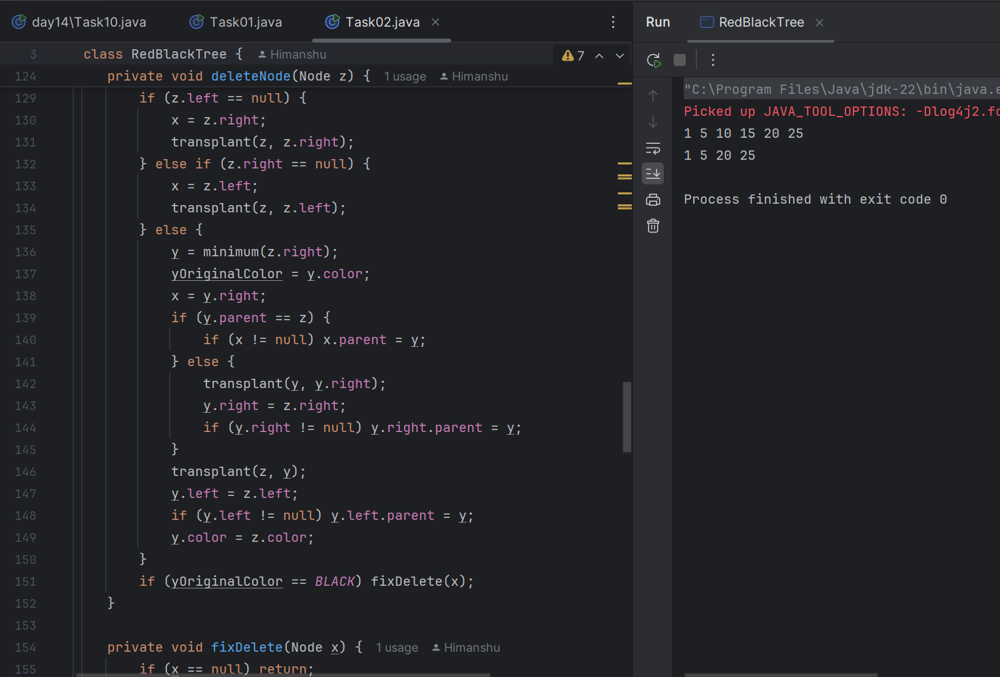 day14\Task10.java Task01.java Task02.java
3 class RedBlackTree { Himanshu 7
124 private void deleteNode(Node z) { 1 usage Himanshu
129 if (z.left == null) {
130 x = z.right;
131 transplant(z, z.right);
132 } else if (z.right == null) {
133 x = z.left;
134 transplant(z, z.left);
135 } else {
136 y = minimum(z.right);
137 yOriginalColor = y.color;
138 x = y.right;
139 if (y.parent == z) {
140 if (x != null) x.parent = y;
141 } else {
142 transplant(y, y.right);
143 y.right = z.right;
144 if (y.right != null) y.right.parent = y;
145 }
146 transplant(z, y);
147 y.left = z.left;
148 if (y.left != null) y.left.parent = y;
149 y.color = z.color;
150 }
151 if (yOriginalColor == BLACK) fixDelete(x);
152 }
153
154 private void fixDelete(Node x) { 1 usage Himanshu
155 if (x == null) return;
Run RedBlackTree
"C:\Program Files\Java\jdk-22\bin\java.e
Picked up JAVA_TOOL_OPTIONS: -Dlog4j2.fo
1 5 10 15 20 25
1 5 20 25
Process finished with exit code 0